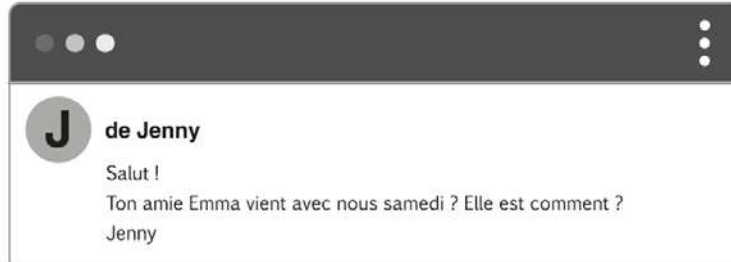 J
de Jenny
Salut !
Ton amie Emma vient avec nous samedi ? Elle est comment ?
Jenny